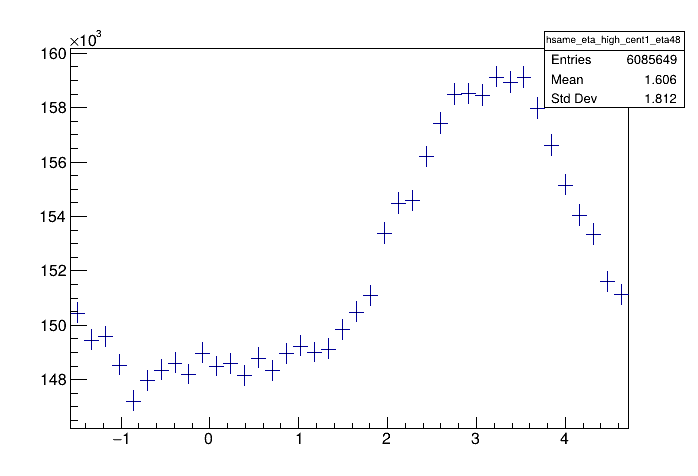 ×10³
hsame_eta_high_cent1_eta48
Entries 6085649
Mean 1.606
Std Dev 1.812
160
158
156
154
152
150
148
−1 0 1 2 3 4